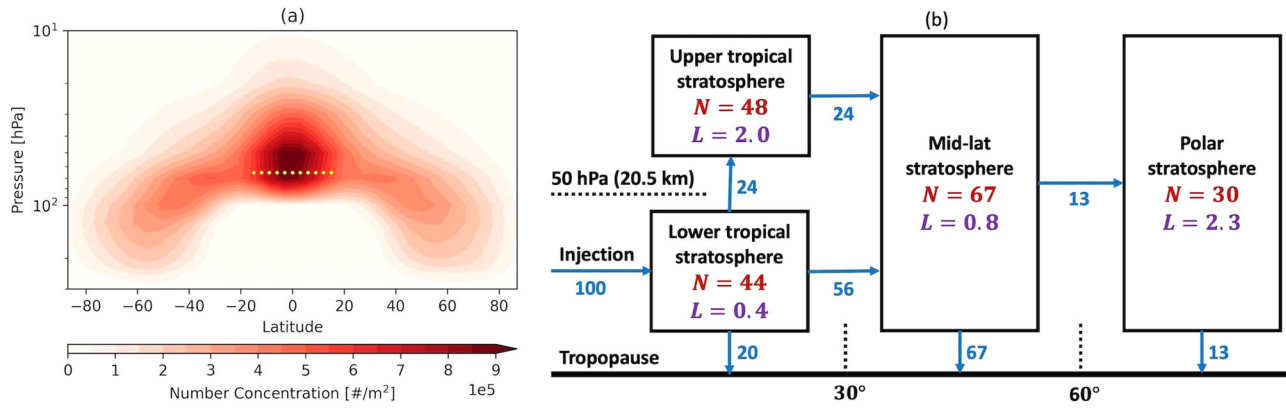 (a)
10¹
10²
Pressure [hPa]
−80 −60 −40 −20 0 20 40 60 80
Latitude
0 1 2 3 4 5 6 7 8 9
Number Concentration [#/m²]
1e5
(b)
Upper tropical
stratosphere
N = 48
L = 2.0
24
50 hPa (20.5 km)
24
Lower tropical
stratosphere
N = 44
L = 0.4
Injection
100
56
20
Tropopause
Mid-lat
stratosphere
N = 67
L = 0.8
13
67
Polar
stratosphere
N = 30
L = 2.3
13
30°
60°